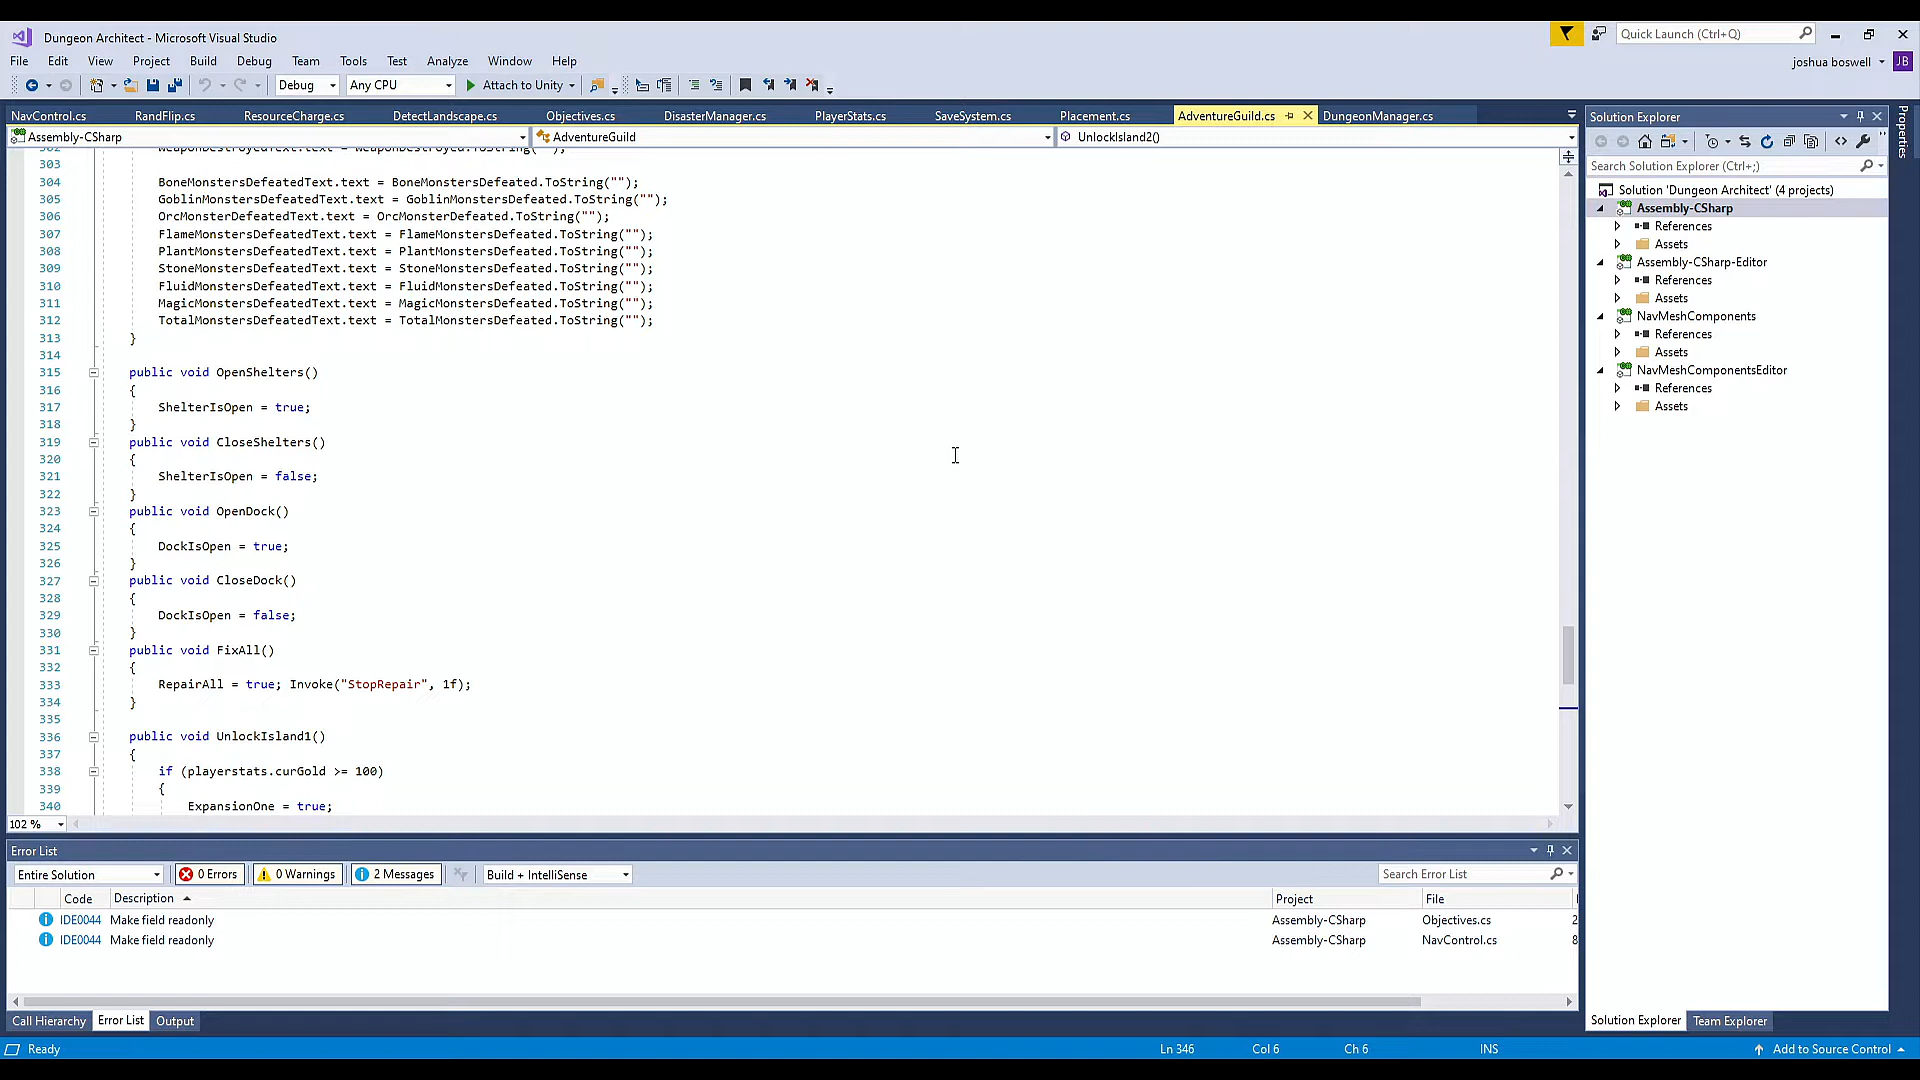 Dungeon Architect - Microsoft Visual Studio
Quick Launch (Ctrl+Q)
File Edit View Project Build Debug Team Tools Test Analyze Window Help
joshua boswell JB
Debug Any CPU Attach to Unity
NavControl.cs RandFlip.cs ResourceCharge.cs DetectLandscape.cs Objectives.cs DisasterManager.cs PlayerStats.cs SaveSystem.cs Placement.cs AdventureGuild.cs DungeonManager.cs
Assembly-CSharp AdventureGuild UnlockIsland2()
302 WeaponDestroyedText.text = WeaponDestroyed.ToString("");
303
304 BoneMonstersDefeatedText.text = BoneMonstersDefeated.ToString("");
305 GoblinMonstersDefeatedText.text = GoblinMonstersDefeated.ToString("");
306 OrcMonsterDefeatedText.text = OrcMonsterDefeated.ToString("");
307 FlameMonstersDefeatedText.text = FlameMonstersDefeated.ToString("");
308 PlantMonstersDefeatedText.text = PlantMonstersDefeated.ToString("");
309 StoneMonstersDefeatedText.text = StoneMonstersDefeated.ToString("");
310 FluidMonstersDefeatedText.text = FluidMonstersDefeated.ToString("");
311 MagicMonstersDefeatedText.text = MagicMonstersDefeated.ToString("");
312 TotalMonstersDefeatedText.text = TotalMonstersDefeated.ToString("");
313 }
314
315 public void OpenShelters()
316 {
317 ShelterIsOpen = true;
318 }
319 public void CloseShelters()
320 {
321 ShelterIsOpen = false;
322 }
323 public void OpenDock()
324 {
325 DockIsOpen = true;
326 }
327 public void CloseDock()
328 {
329 DockIsOpen = false;
330 }
331 public void FixAll()
332 {
333 RepairAll = true; Invoke("StopRepair", 1f);
334 }
335
336 public void UnlockIsland1()
337 {
338 if (playerstats.curGold >= 100)
339 {
340 ExpansionOne = true;
102 %
Solution Explorer
Search Solution Explorer (Ctrl+;)
Solution 'Dungeon Architect' (4 projects)
Assembly-CSharp
References
Assets
Assembly-CSharp-Editor
References
Assets
NavMeshComponents
References
Assets
NavMeshComponentsEditor
References
Assets
Solution Explorer Team Explorer
Properties
Error List
Entire Solution 0 Errors 0 Warnings 2 Messages Build + IntelliSense Search Error List
Code Description Project File
IDE0044 Make field readonly Assembly-CSharp Objectives.cs 2
IDE0044 Make field readonly Assembly-CSharp NavControl.cs 8
Call Hierarchy Error List Output
Ready Ln 346 Col 6 Ch 6 INS Add to Source Control